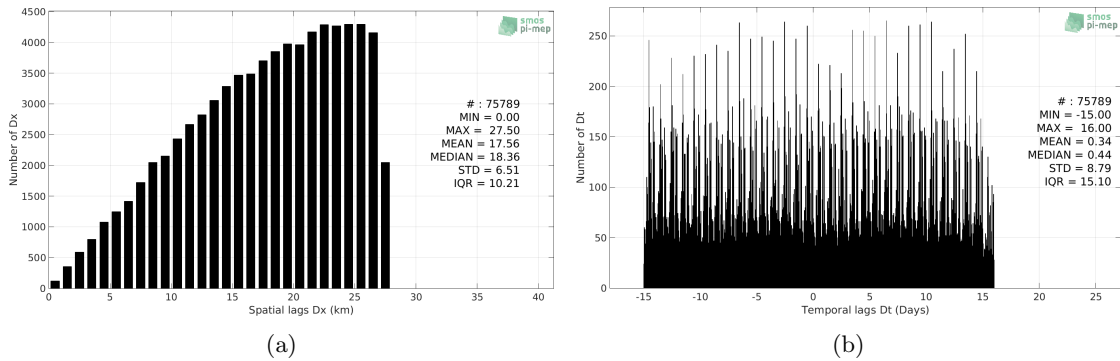 smos
pi-mep
4500
4000
3500
3000
2500
2000
1500
1000
500
0
Number of Dx
# : 75789
MIN = 0.00
MAX = 27.50
MEAN = 17.56
MEDIAN = 18.36
STD = 6.51
IQR = 10.21
0 5 10 15 20 25 30 35 40
Spatial lags Dx (km)
(a)
smos
pi-mep
250
200
150
100
50
0
Number of Dt
# : 75789
MIN = -15.00
MAX = 16.00
MEAN = 0.34
MEDIAN = 0.44
STD = 8.79
IQR = 15.10
-15 -10 -5 0 5 10 15 20 25
Temporal lags Dt (Days)
(b)